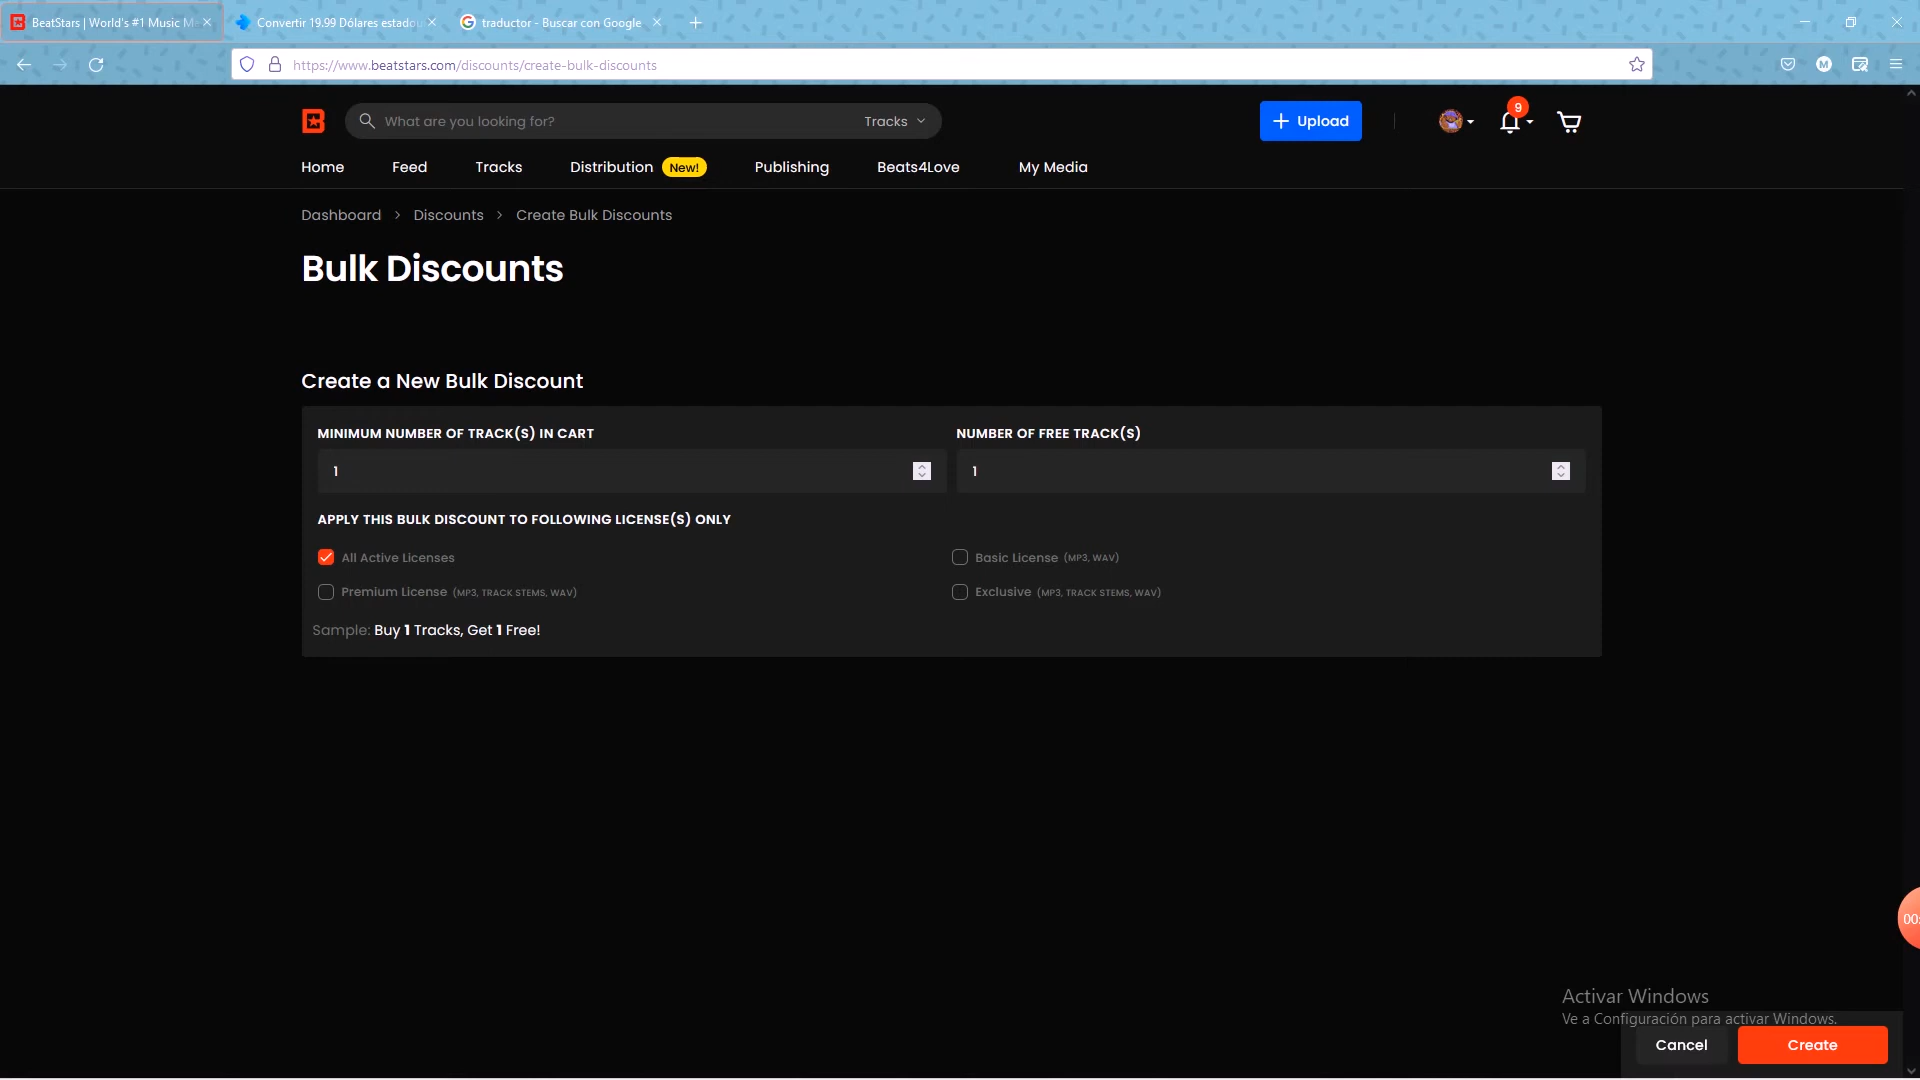 BeatStars | World's #1 Music M
Convertir 19.99 Dólares estado
traductor - Buscar con Google
https://www.beatstars.com/discounts/create-bulk-discounts
M
What are you looking for?
Tracks
Upload
9
Home
Feed
Tracks
Distribution
New!
Publishing
Beats4Love
My Media
Dashboard > Discounts > Create Bulk Discounts
Bulk Discounts
Create a New Bulk Discount
MINIMUM NUMBER OF TRACK(S) IN CART
NUMBER OF FREE TRACK(S)
1
1
APPLY THIS BULK DISCOUNT TO FOLLOWING LICENSE(S) ONLY
All Active Licenses
Basic License (MP3, WAV)
Premium License (MP3, TRACK STEMS, WAV)
Exclusive (MP3, TRACK STEMS, WAV)
Sample: Buy 1 Tracks, Get 1 Free!
00:
Activar Windows
Ve a Configuración para activar Windows.
Cancel
Create